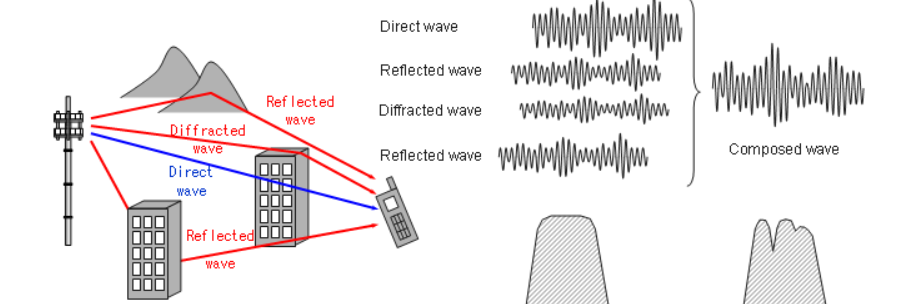 Reflected
wave
Diffracted
wave
Direct
wave
Reflected
wave
Direct wave
Reflected wave
Diffracted wave
Reflected wave
Composed wave